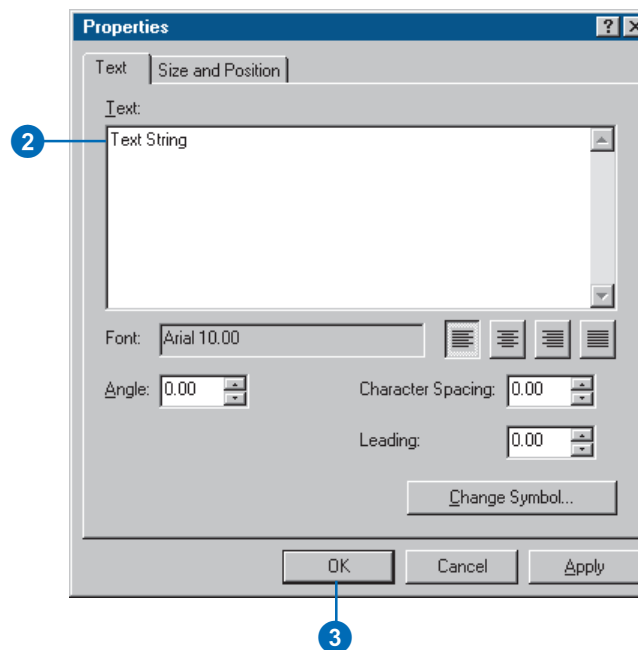 Properties ? ×
Text Size and Position
Text:
2 Text String
Font: Arial 10.00
Angle: 0.00 Character Spacing: 0.00
Leading: 0.00
Change Symbol...
OK Cancel Apply
3